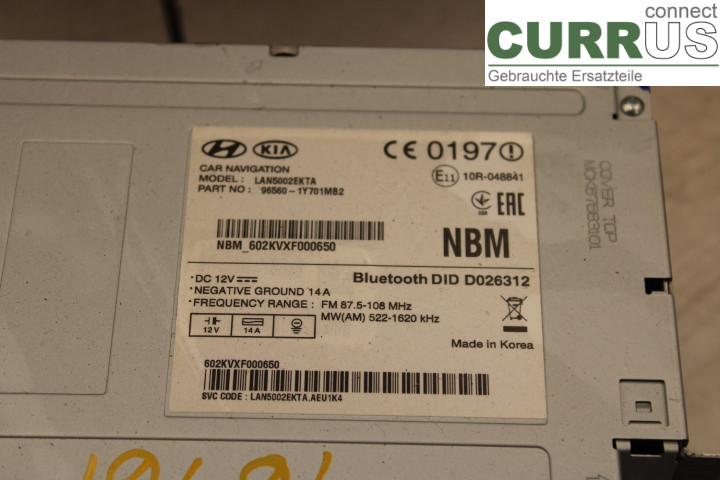 connect
CURRUS
Gebrauchte Ersatzteile
HYUNDAI KIA
CE 0197
CAR NAVIGATION
MODEL : LAN5002EKTA
PART NO : 96560-1Y701MB2
E11 10R-048841
EAC
NBM_602KVXF000650
NBM
COVER TOP
MCK67883101
•DC 12V
Bluetooth DID D026312
•NEGATIVE GROUND 14A
•FREQUENCY RANGE : FM 87.5-108 MHz
MW(AM) 522-1620 kHz
12V 14A
Made in Korea
602KVXF000650
SVC CODE : LAN5002EKTA.AEU1K4